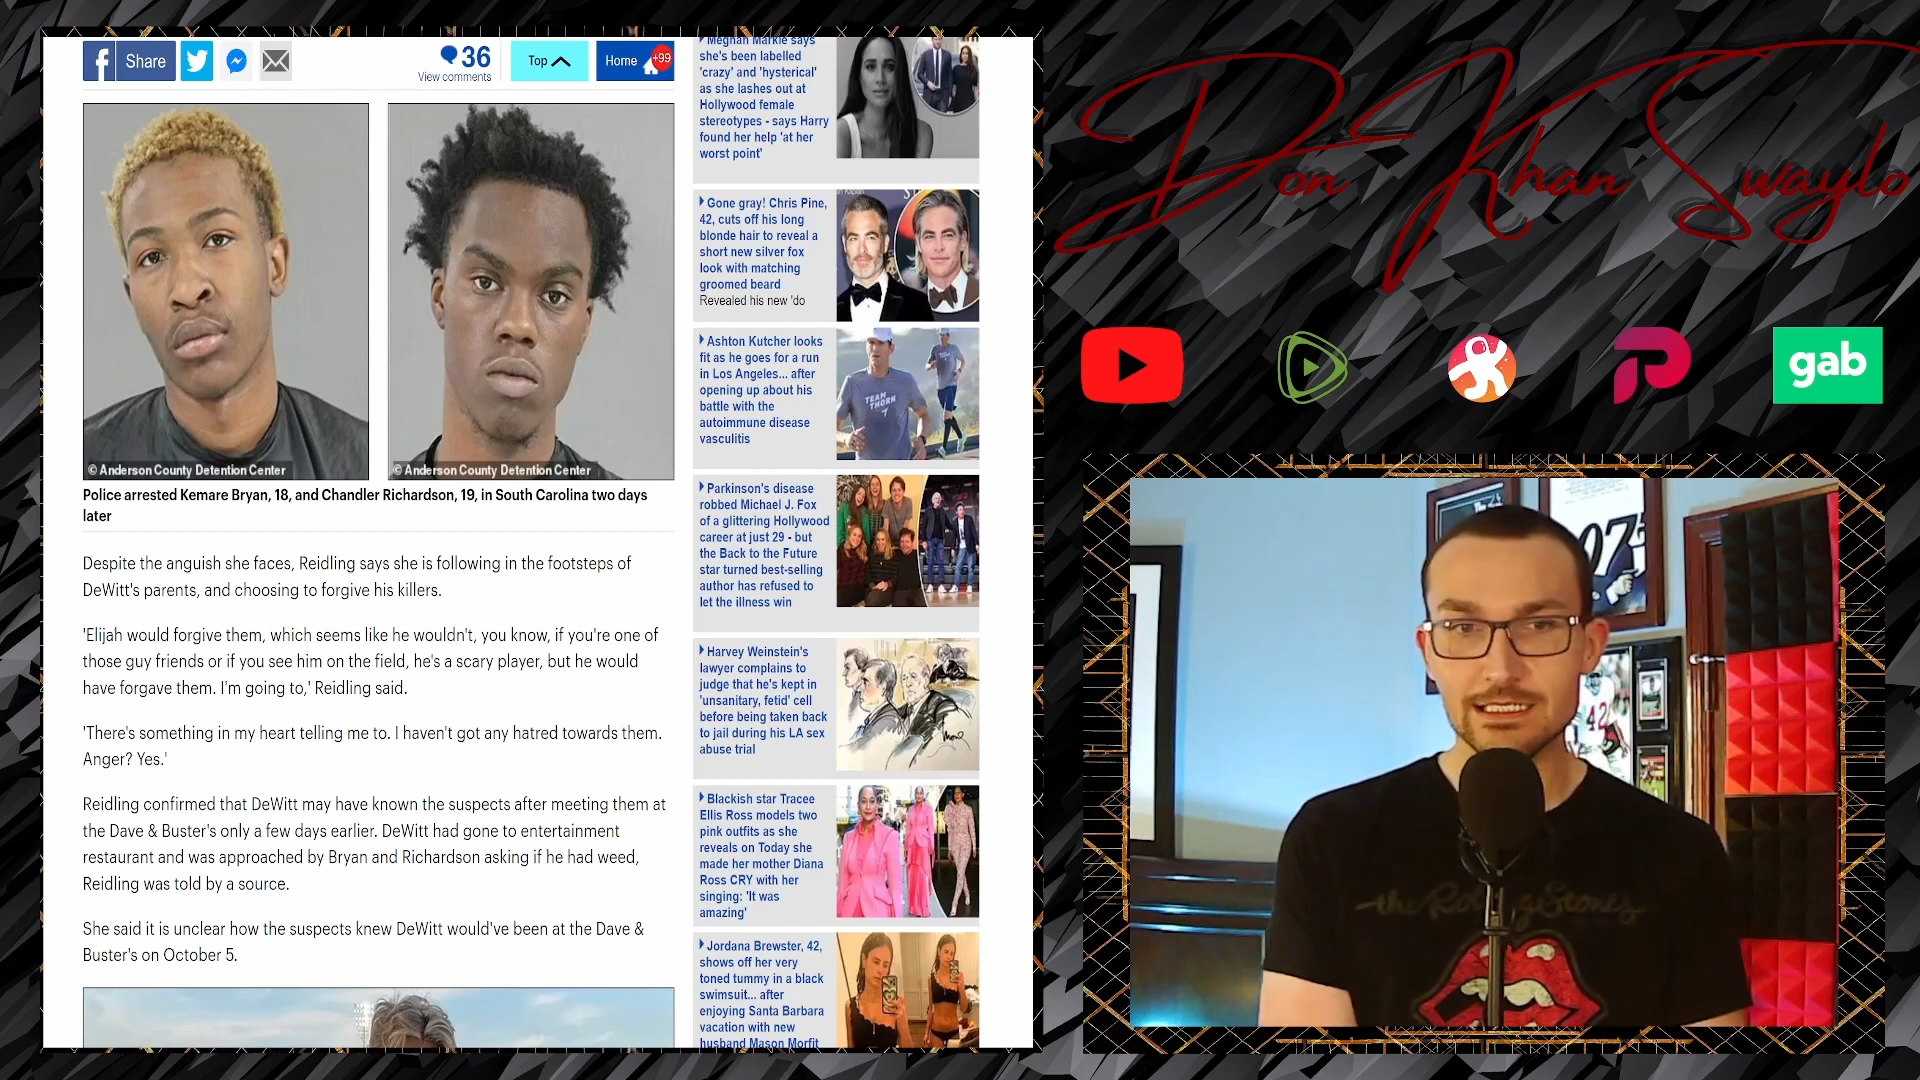 Share
36
View comments
Top
Home
+99
© Anderson County Detention Center
© Anderson County Detention Center
Police arrested Kemare Bryan, 18, and Chandler Richardson, 19, in South Carolina two days
later
Despite the anguish she faces, Reidling says she is following in the footsteps of
DeWitt's parents, and choosing to forgive his killers.
'Elijah would forgive them, which seems like he wouldn't, you know, if you're one of
those guy friends or if you see him on the field, he's a scary player, but he would
have forgave them. I'm going to,' Reidling said.
'There's something in my heart telling me to. I haven't got any hatred towards them.
Anger? Yes.'
Reidling confirmed that DeWitt may have known the suspects after meeting them at
the Dave & Buster's only a few days earlier. DeWitt had gone to entertainment
restaurant and was approached by Bryan and Richardson asking if he had weed,
Reidling was told by a source.
She said it is unclear how the suspects knew DeWitt would've been at the Dave &
Buster's on October 5.
Meghan Markle says
she's been labelled
'crazy' and 'hysterical'
as she lashes out at
Hollywood female
stereotypes - says Harry
found her help 'at her
worst point'
Gone gray! Chris Pine,
42, cuts off his long
blonde hair to reveal a
short new silver fox
look with matching
groomed beard
Revealed his new 'do
Ashton Kutcher looks
fit as he goes for a run
in Los Angeles... after
opening up about his
battle with the
autoimmune disease
vasculitis
TEAM
THORN
Parkinson's disease
robbed Michael J. Fox
of a glittering Hollywood
career at just 29 - but
the Back to the Future
star turned best-selling
author has refused to
let the illness win
Harvey Weinstein's
lawyer complains to
judge that he's kept in
'unsanitary, fetid' cell
before being taken back
to jail during his LA sex
abuse trial
Blackish star Tracee
Ellis Ross models two
pink outfits as she
reveals on Today she
made her mother Diana
Ross CRY with her
singing: 'It was
amazing'
Jordana Brewster, 42,
shows off her very
toned tummy in a black
swimsuit... after
enjoying Santa Barbara
vacation with new
husband Mason Morfit
Don Khan Swaylo
gab
007
42